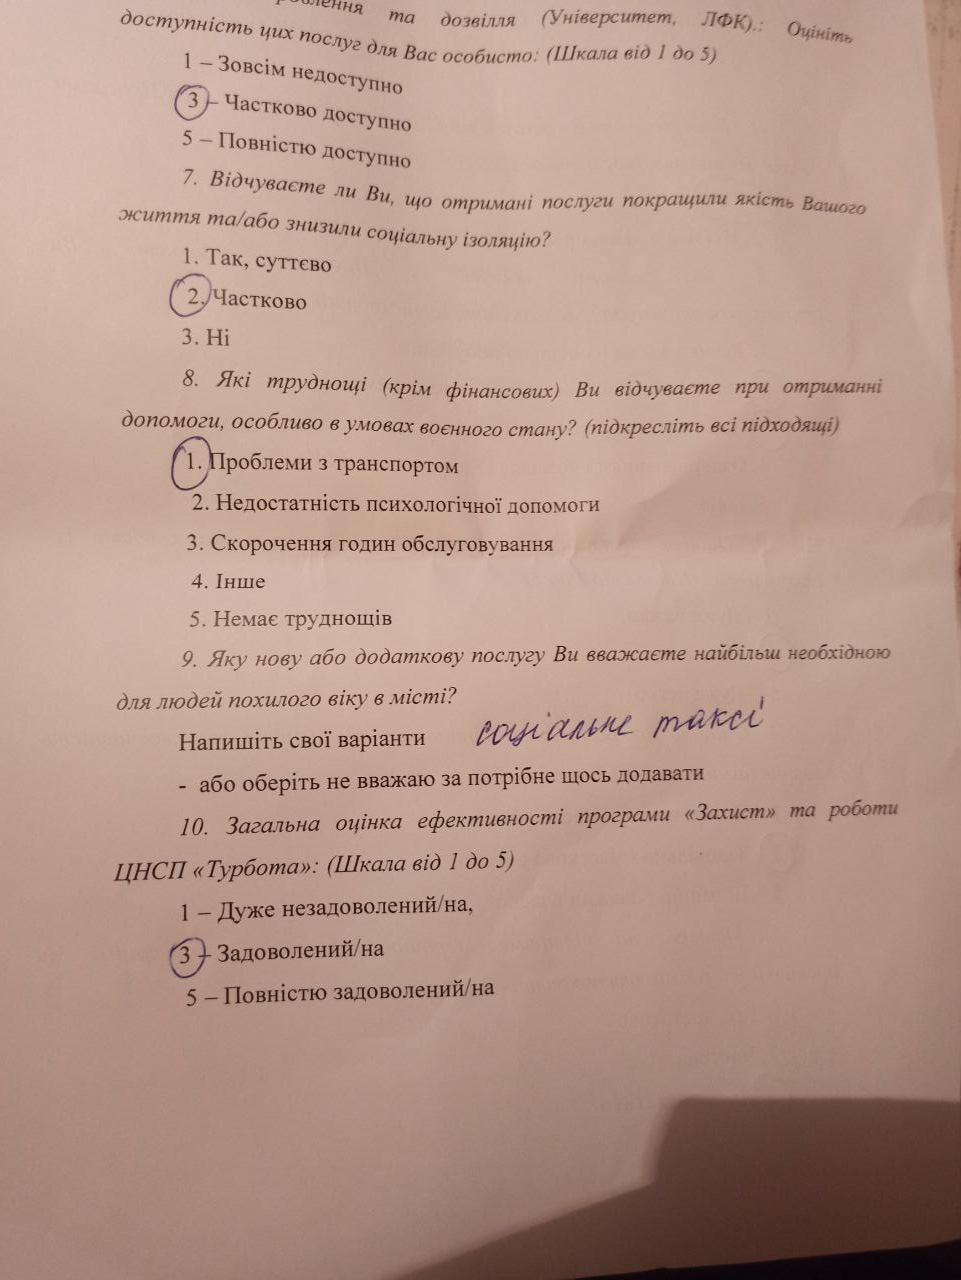 та дозвілля (Університет, ЛФК).: Оцініть
доступність цих послуг для Вас особисто: (Шкала від 1 до 5)
1 – Зовсім недоступно
3 – Частково доступно
5 – Повністю доступно
7. Відчуваєте ли Ви, що отримані послуги покращили якість Вашого
життя та/або знизили соціальну ізоляцію?
1. Так, суттєво
2. Частково
3. Ні
8. Які труднощі (крім фінансових) Ви відчуваєте при отриманні
допомоги, особливо в умовах воєнного стану? (підкресліть всі підходящі)
1. Проблеми з транспортом
2. Недостатність психологічної допомоги
3. Скорочення годин обслуговування
4. Інше
5. Немає труднощів
9. Яку нову або додаткову послугу Ви вважаєте найбільш необхідною
для людей похилого віку в місті?
Напишіть свої варіанти соціальне таксі
- або оберіть не вважаю за потрібне щось додавати
10. Загальна оцінка ефективності програми «Захист» та роботи
ЦНСП «Турбота»: (Шкала від 1 до 5)
1 – Дуже незадоволений/на,
3 – Задоволений/на
5 – Повністю задоволений/на